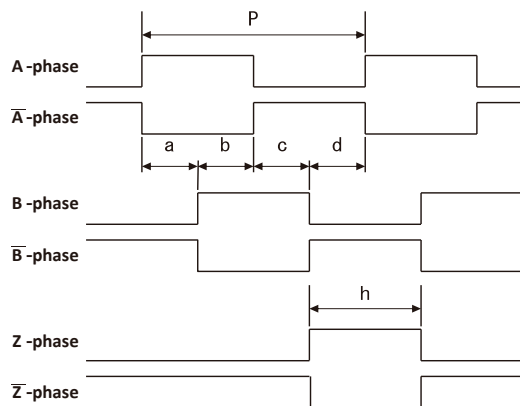 P
A-phase
A̅-phase
a b c d
B-phase
B̅-phase
h
Z-phase
Z̅-phase